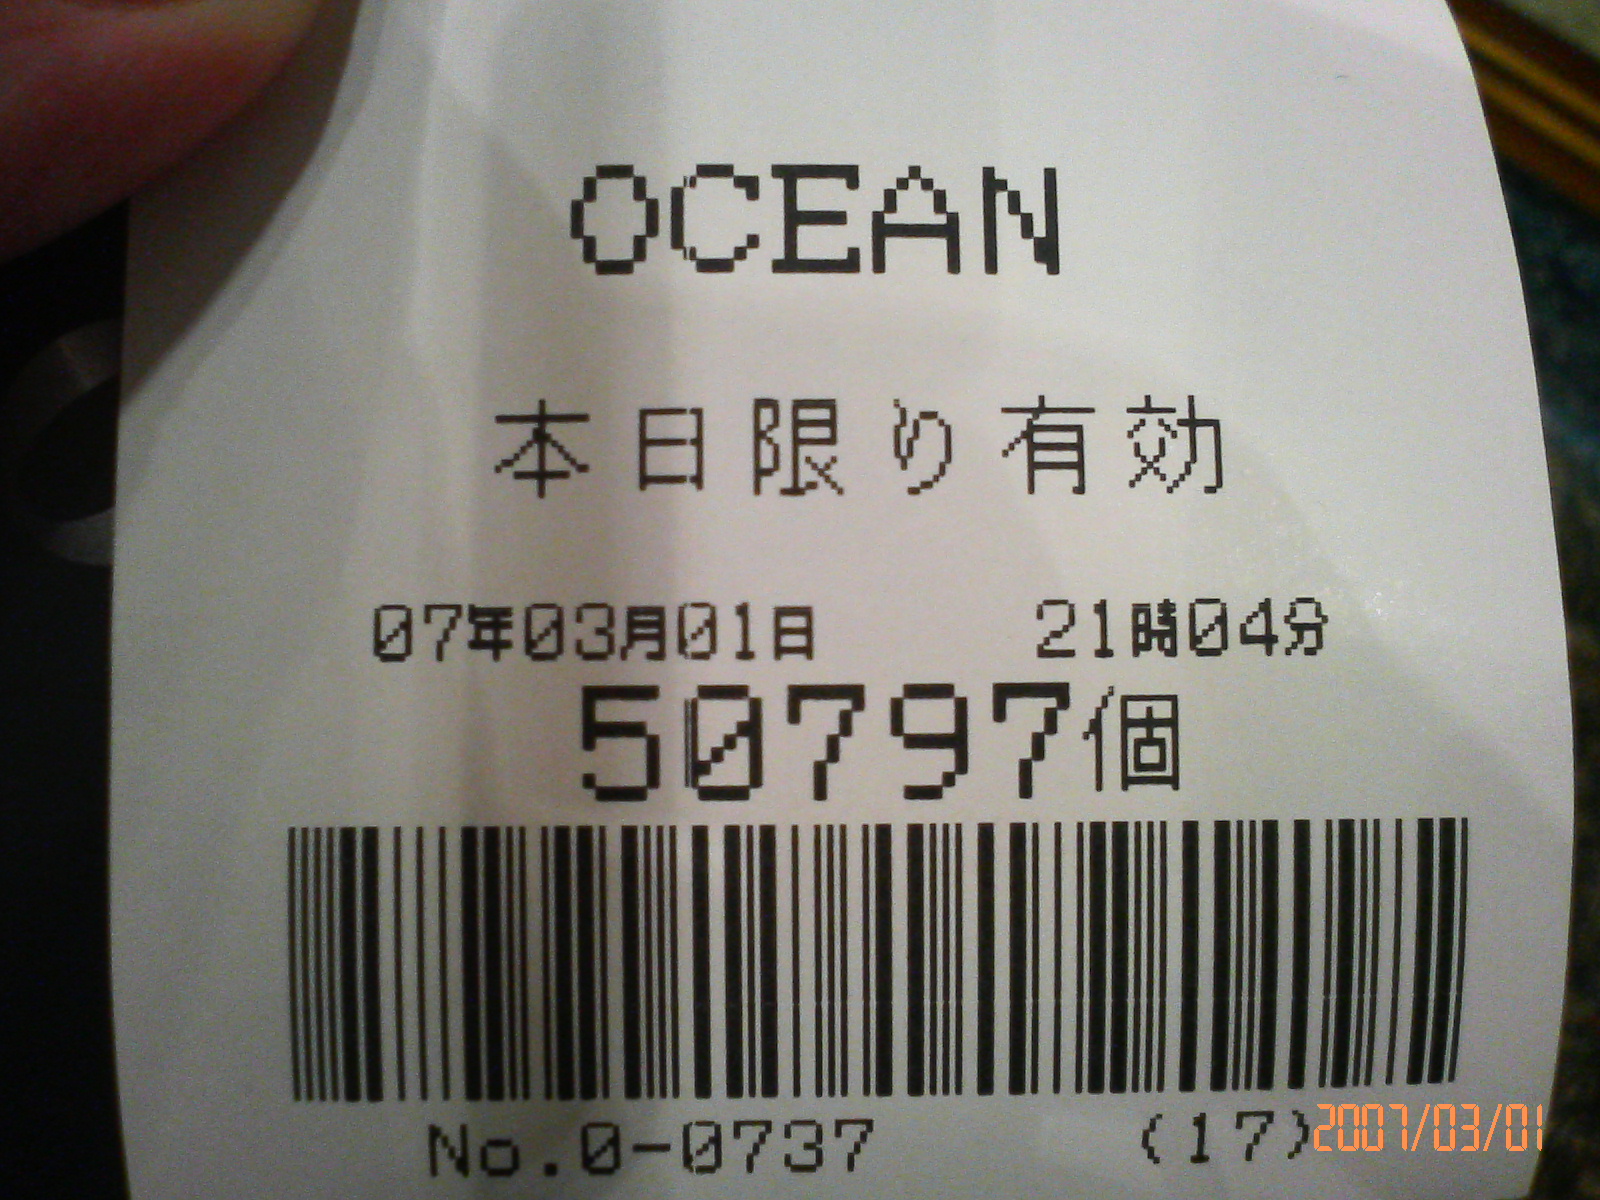 OCEAN
本日限り有効
07年03月01日 21時04分
50797個
No.0-0737 (17)
2007/03/01